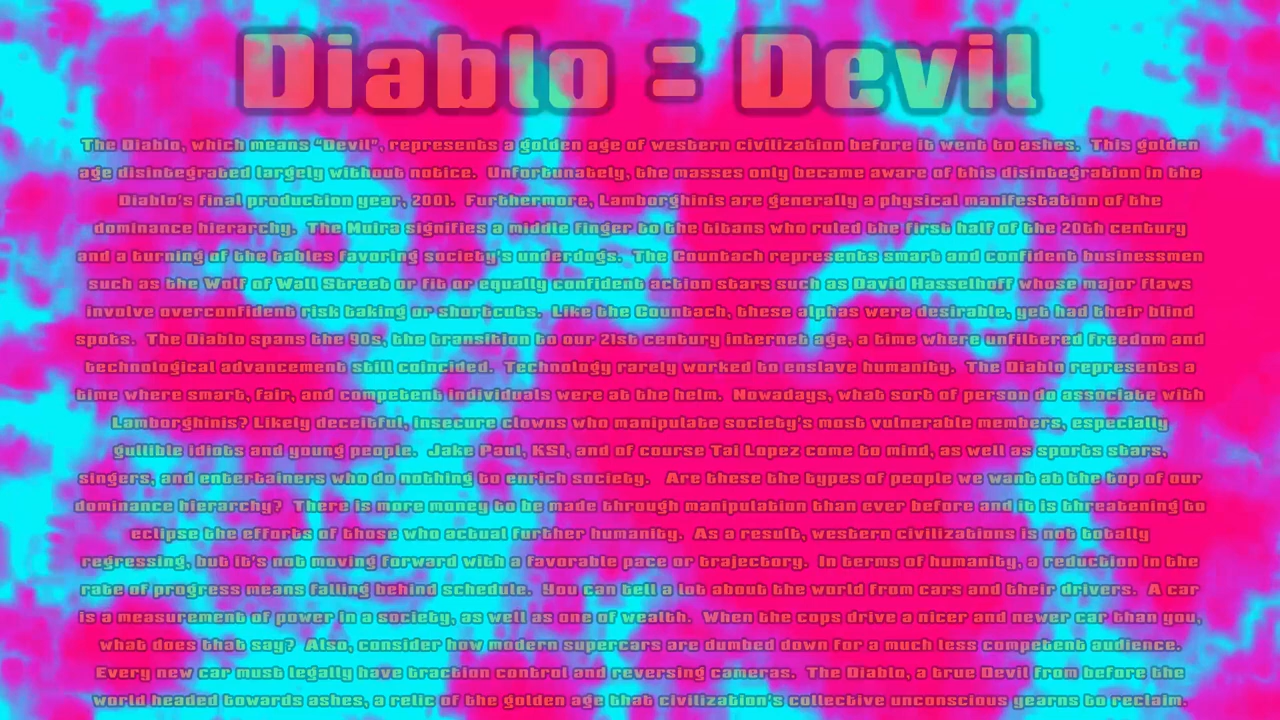 Diablo = Devil
The Diablo, which means “Devil”, represents a golden age of western civilization before it went to ashes. This golden
age disintegrated largely without notice. Unfortunately, the masses only became aware of this disintegration in the
Diablo's final production year, 2001. Furthermore, Lamborghinis are generally a physical manifestation of the
dominance hierarchy. The Muira signifies a middle finger to the titans who ruled the first half of the 20th century
and a turning of the tables favoring society's underdogs. The Countach represents smart and confident businessmen
such as the Wolf of Wall Street or fit or equally confident action stars such as David Hasselhoff whose major flaws
involve overconfident risk taking or shortcuts. Like the Countach, these alphas were desirable, yet had their blind
spots. The Diablo spans the 90s, the transition to our 21st century internet age, a time where unfiltered freedom and
technological advancement still coincided. Technology rarely worked to enslave humanity. The Diablo represents a
time where smart, fair, and competent individuals were at the helm. Nowadays, what sort of person do associate with
Lamborghinis? Likely deceitful, insecure clowns who manipulate society's most vulnerable members, especially
gullible idiots and young people. Jake Paul, KSI, and of course Tai Lopez come to mind, as well as sports stars,
singers, and entertainers who do nothing to enrich society. Are these the types of people we want at the top of our
dominance hierarchy? There is more money to be made through manipulation than ever before and it is threatening to
eclipse the efforts of those who actual further humanity. As a result, western civilizations is not totally
regressing, but it's not moving forward with a favorable pace or trajectory. In terms of humanity, a reduction in the
rate of progress means falling behind schedule. You can tell a lot about the world from cars and their drivers. A car
is a measurement of power in a society, as well as one of wealth. When the cops drive a nicer and newer car than you,
what does that say? Also, consider how modern supercars are dumbed down for a much less competent audience.
Every new car must legally have traction control and reversing cameras. The Diablo, a true Devil from before the
world headed towards ashes, a relic of the golden age that civilization's collective unconscious yearns to reclaim.